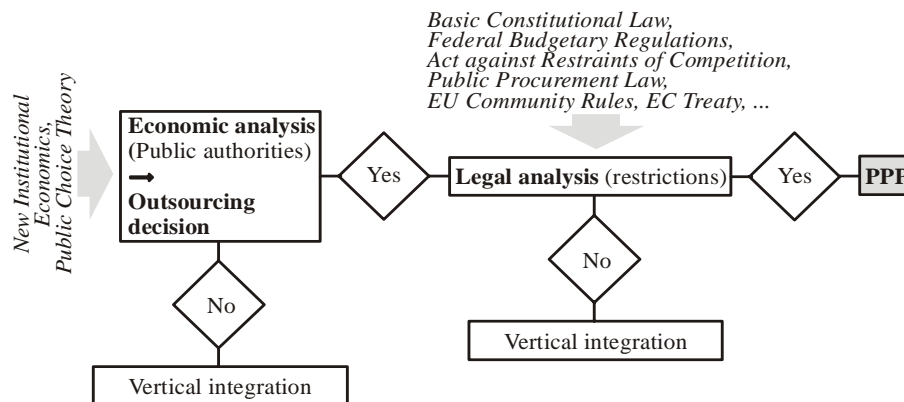 Basic Constitutional Law,
Federal Budgetary Regulations,
Act against Restraints of Competition,
Public Procurement Law,
EU Community Rules, EC Treaty, ...
New Institutional
Economics,
Public Choice Theory
Economic analysis
(Public authorities)
→
Outsourcing
decision
Yes
Legal analysis (restrictions)
Yes
PPP
No
No
Vertical integration
Vertical integration